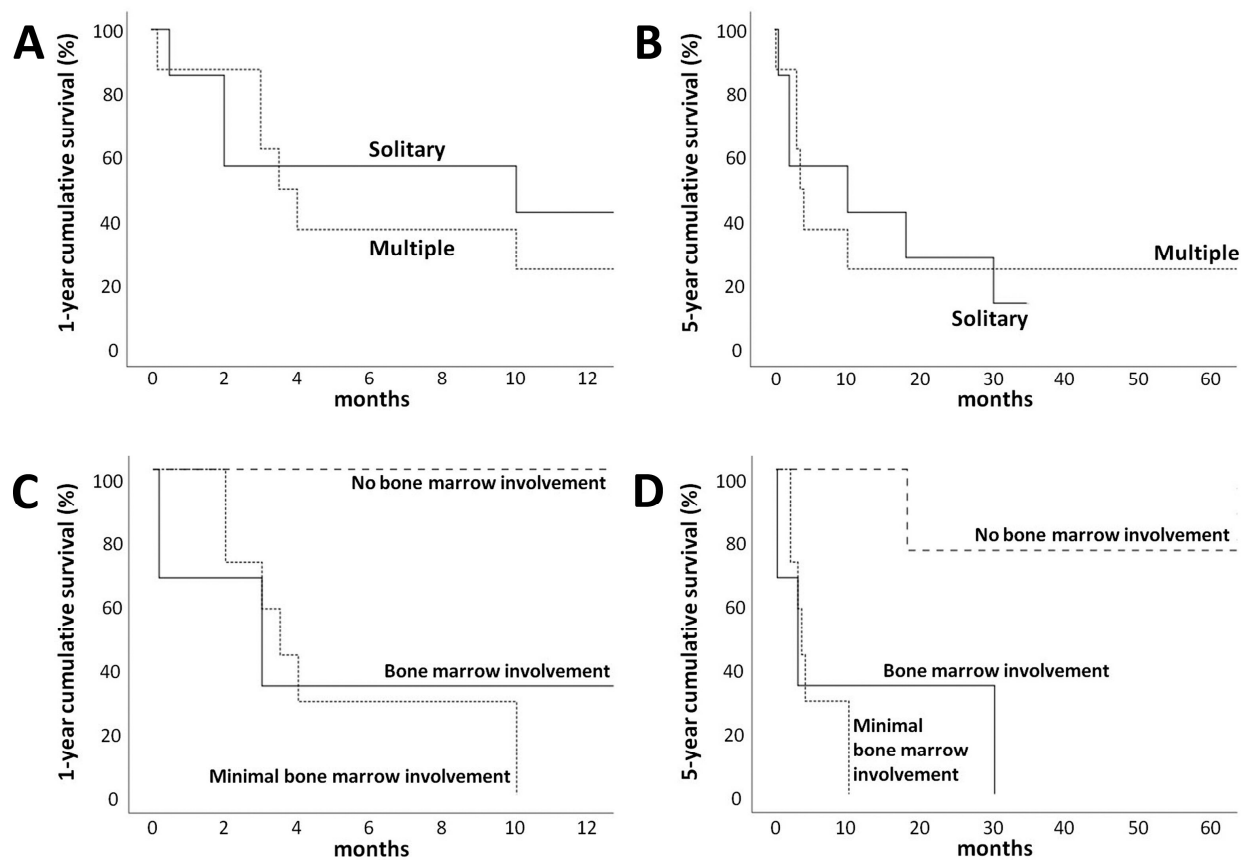 A
1-year cumulative survival (%)
100
80
60
40
20
0
Solitary
Multiple
0 2 4 6 8 10 12
months
B
5-year cumulative survival (%)
100
80
60
40
20
0
Multiple
Solitary
0 10 20 30 40 50 60
months
C
1-year cumulative survival (%)
100
80
60
40
20
0
No bone marrow involvement
Bone marrow involvement
Minimal bone marrow involvement
0 2 4 6 8 10 12
months
D
5-year cumulative survival (%)
100
80
60
40
20
0
No bone marrow involvement
Bone marrow involvement
Minimal
bone marrow
involvement
0 10 20 30 40 50 60
months